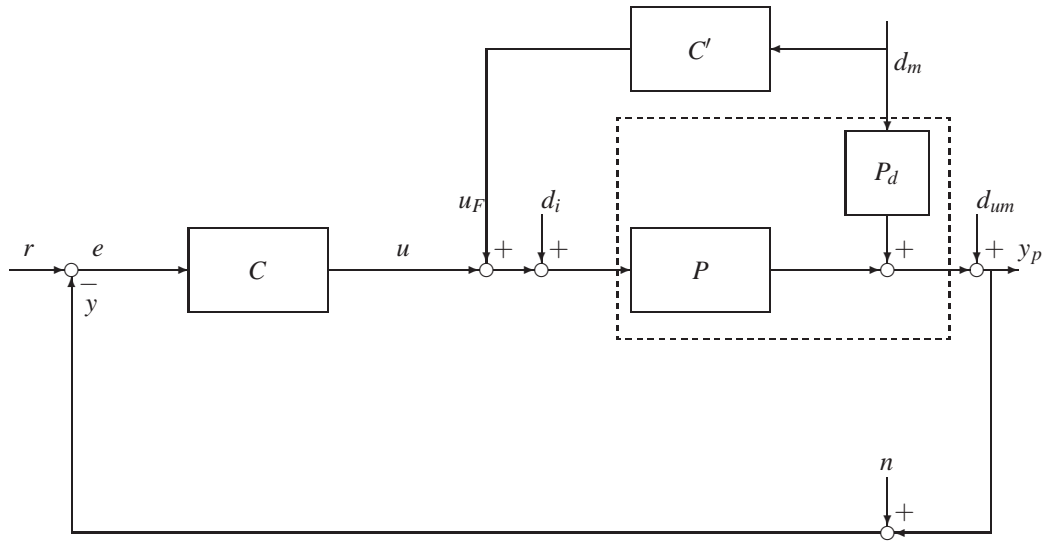 C′
d_m
P_d
u_F
d_i
d_um
r
e
C
u
+
+
P
+
+
y_p
−
y
n
+